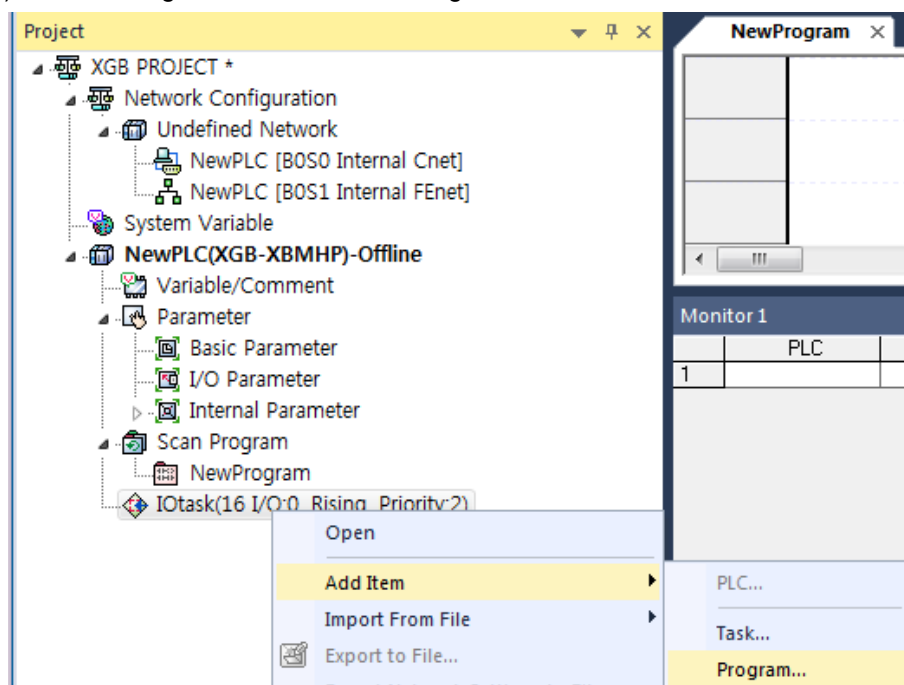 Project
NewProgram
XGB PROJECT *
Network Configuration
Undefined Network
NewPLC [B0S0 Internal Cnet]
NewPLC [B0S1 Internal FEnet]
System Variable
NewPLC(XGB-XBMHP)-Offline
Variable/Comment
Parameter
Basic Parameter
I/O Parameter
Internal Parameter
Scan Program
NewProgram
IOtask(16 I/O:0 Rising Priority:2)
Monitor 1
PLC
1
Open
Add Item
Import From File
Export to File...
PLC...
Task...
Program...